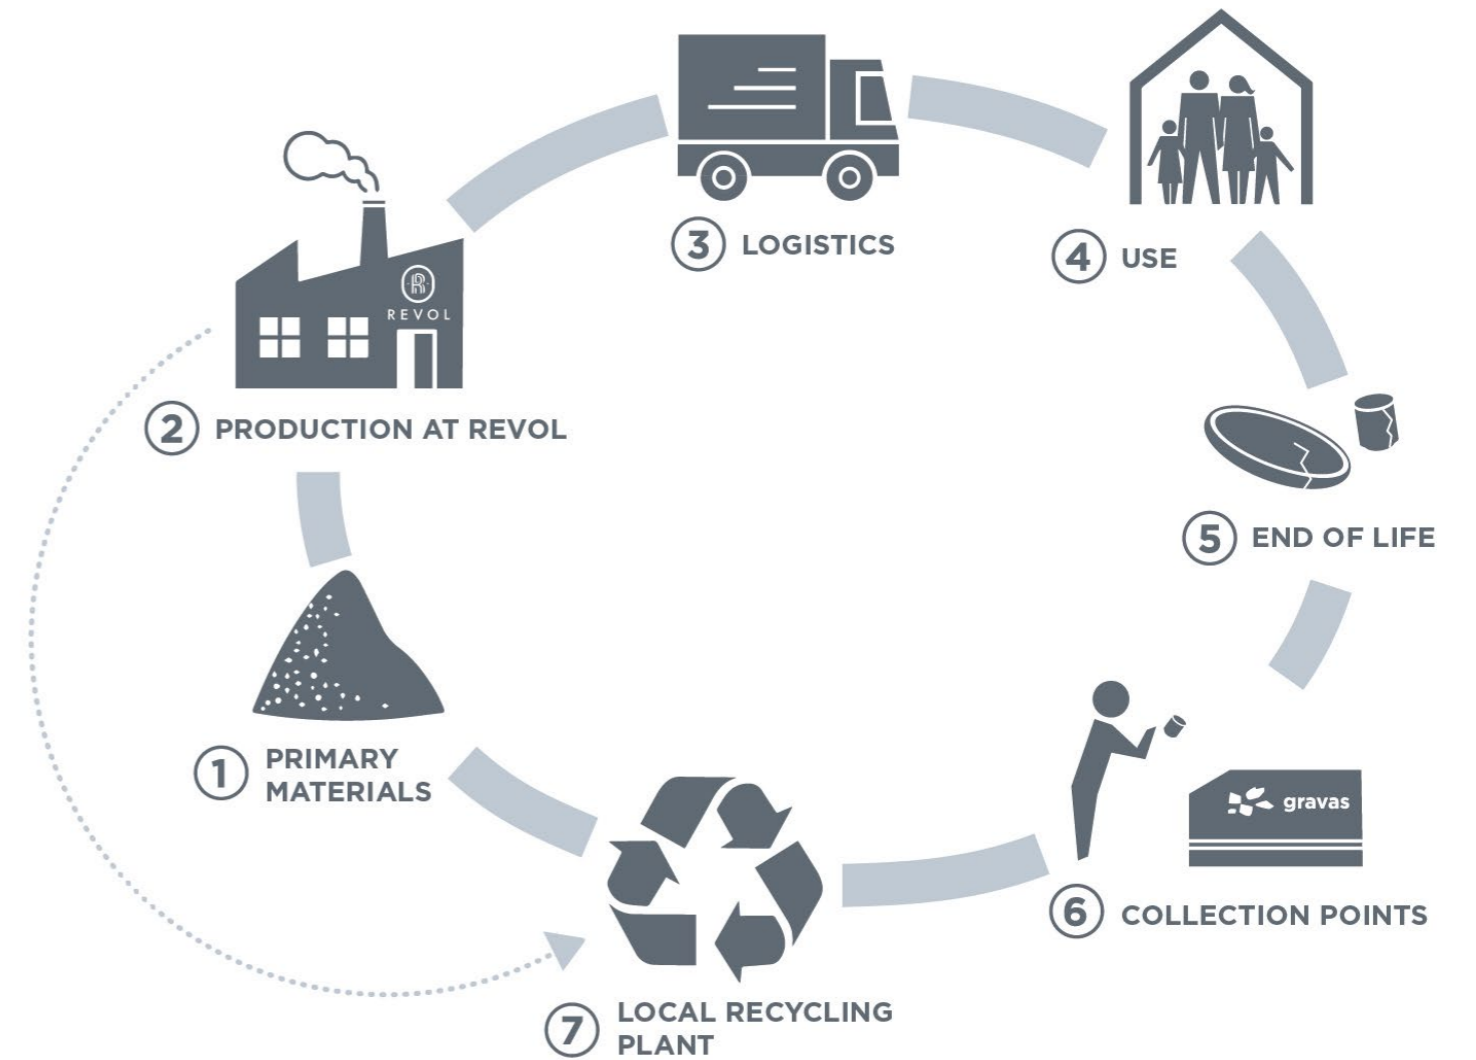 3 LOGISTICS
4 USE
R
REVOL
2 PRODUCTION AT REVOL
5 END OF LIFE
1 PRIMARY
MATERIALS
gravas
6 COLLECTION POINTS
7 LOCAL RECYCLING
PLANT